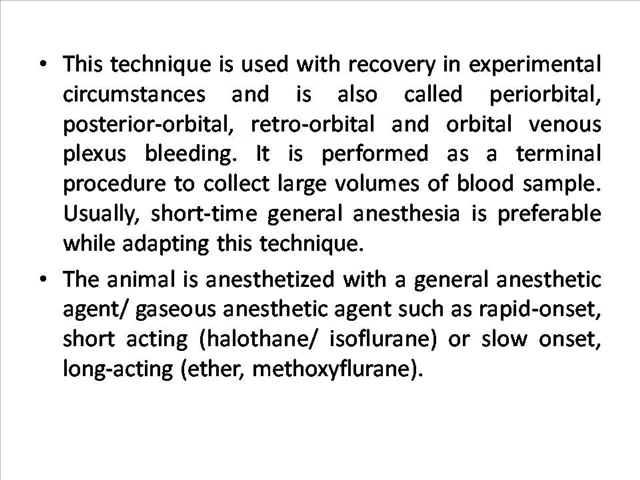 • This technique is used with recovery in experimental
circumstances and is also called periorbital,
posterior-orbital, retro-orbital and orbital venous
plexus bleeding. It is performed as a terminal
procedure to collect large volumes of blood sample.
Usually, short-time general anesthesia is preferable
while adapting this technique.
• The animal is anesthetized with a general anesthetic
agent/ gaseous anesthetic agent such as rapid-onset,
short acting (halothane/ isoflurane) or slow onset,
long-acting (ether, methoxyflurane).